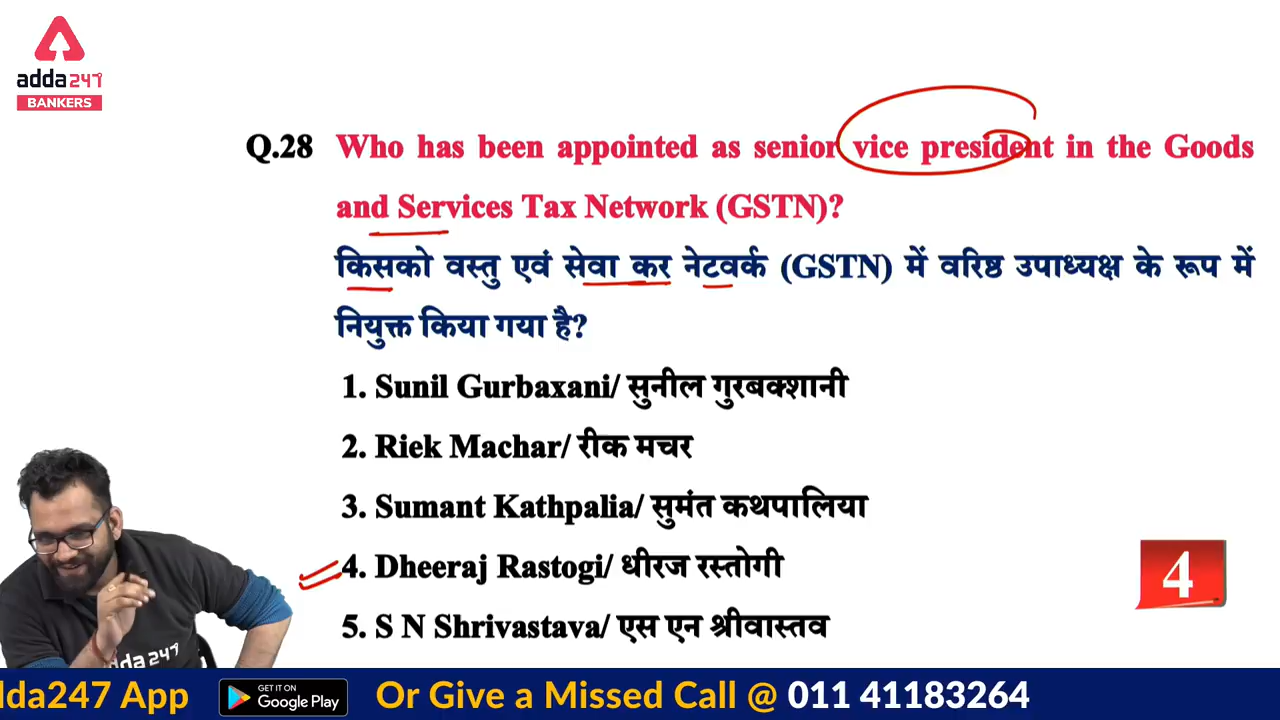 adda247
BANKERS
Q.28 Who has been appointed as senior vice president in the Goods
and Services Tax Network (GSTN)?
किसको वस्तु एवं सेवा कर नेटवर्क (GSTN) में वरिष्ठ उपाध्यक्ष के रूप में
नियुक्त किया गया है?
1. Sunil Gurbaxani/ सुनील गुरबक्शानी
2. Riek Machar/ रीक मचर
3. Sumant Kathpalia/ सुमंत कथपालिया
4. Dheeraj Rastogi/ धीरज रस्तोगी
4
5. S N Shrivastava/ एस एन श्रीवास्तव
adda247
dda247 App GET IT ON Google Play Or Give a Missed Call @ 011 41183264